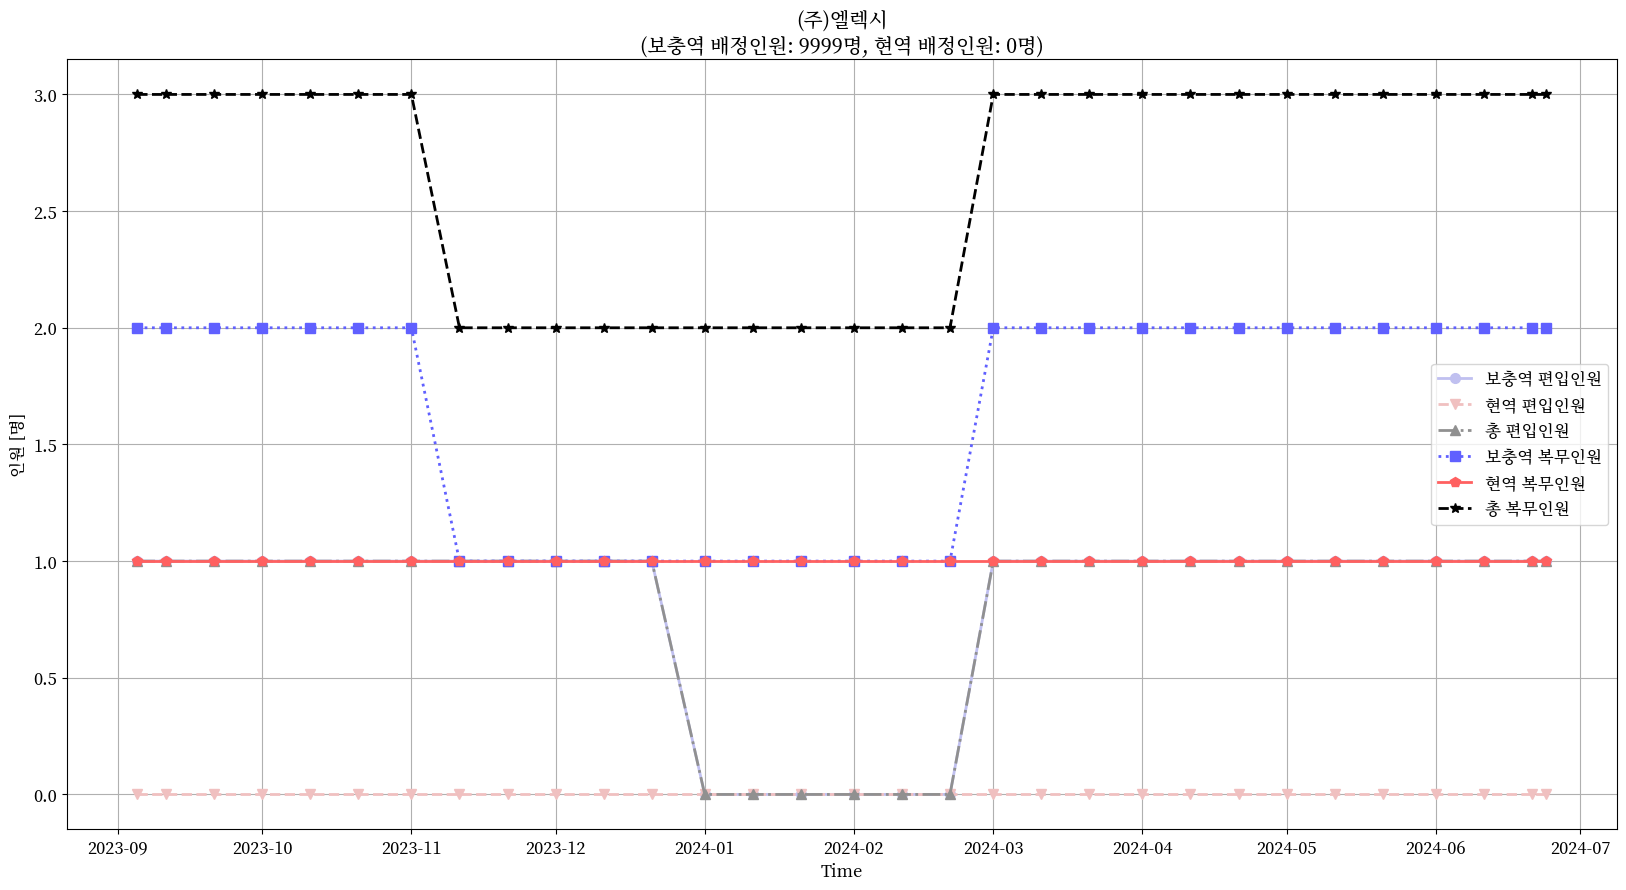 (주)엘렉시
(보충역 배정인원: 9999명, 현역 배정인원: 0명)
3.0
2.5
2.0
1.5
1.0
0.5
0.0
인원 [명]
보충역 편입인원
현역 편입인원
총 편입인원
보충역 복무인원
현역 복무인원
총 복무인원
2023-09 2023-10 2023-11 2023-12 2024-01 2024-02 2024-03 2024-04 2024-05 2024-06 2024-07
Time